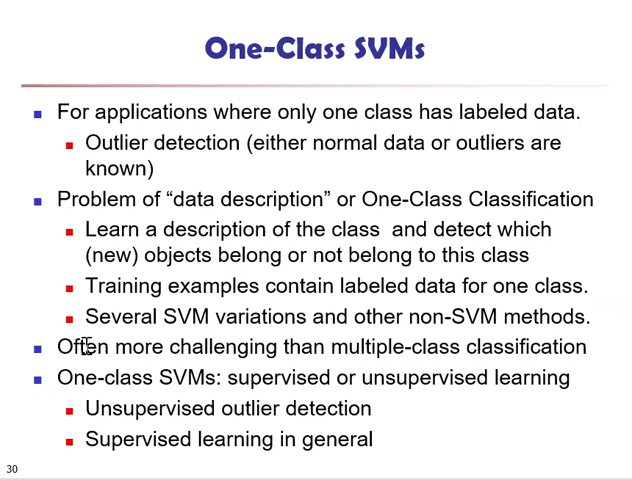 One-Class SVMs
For applications where only one class has labeled data.
Outlier detection (either normal data or outliers are
known)
Problem of “data description” or One-Class Classification
Learn a description of the class and detect which
(new) objects belong or not belong to this class
Training examples contain labeled data for one class.
Several SVM variations and other non-SVM methods.
Often more challenging than multiple-class classification
One-class SVMs: supervised or unsupervised learning
Unsupervised outlier detection
Supervised learning in general
30